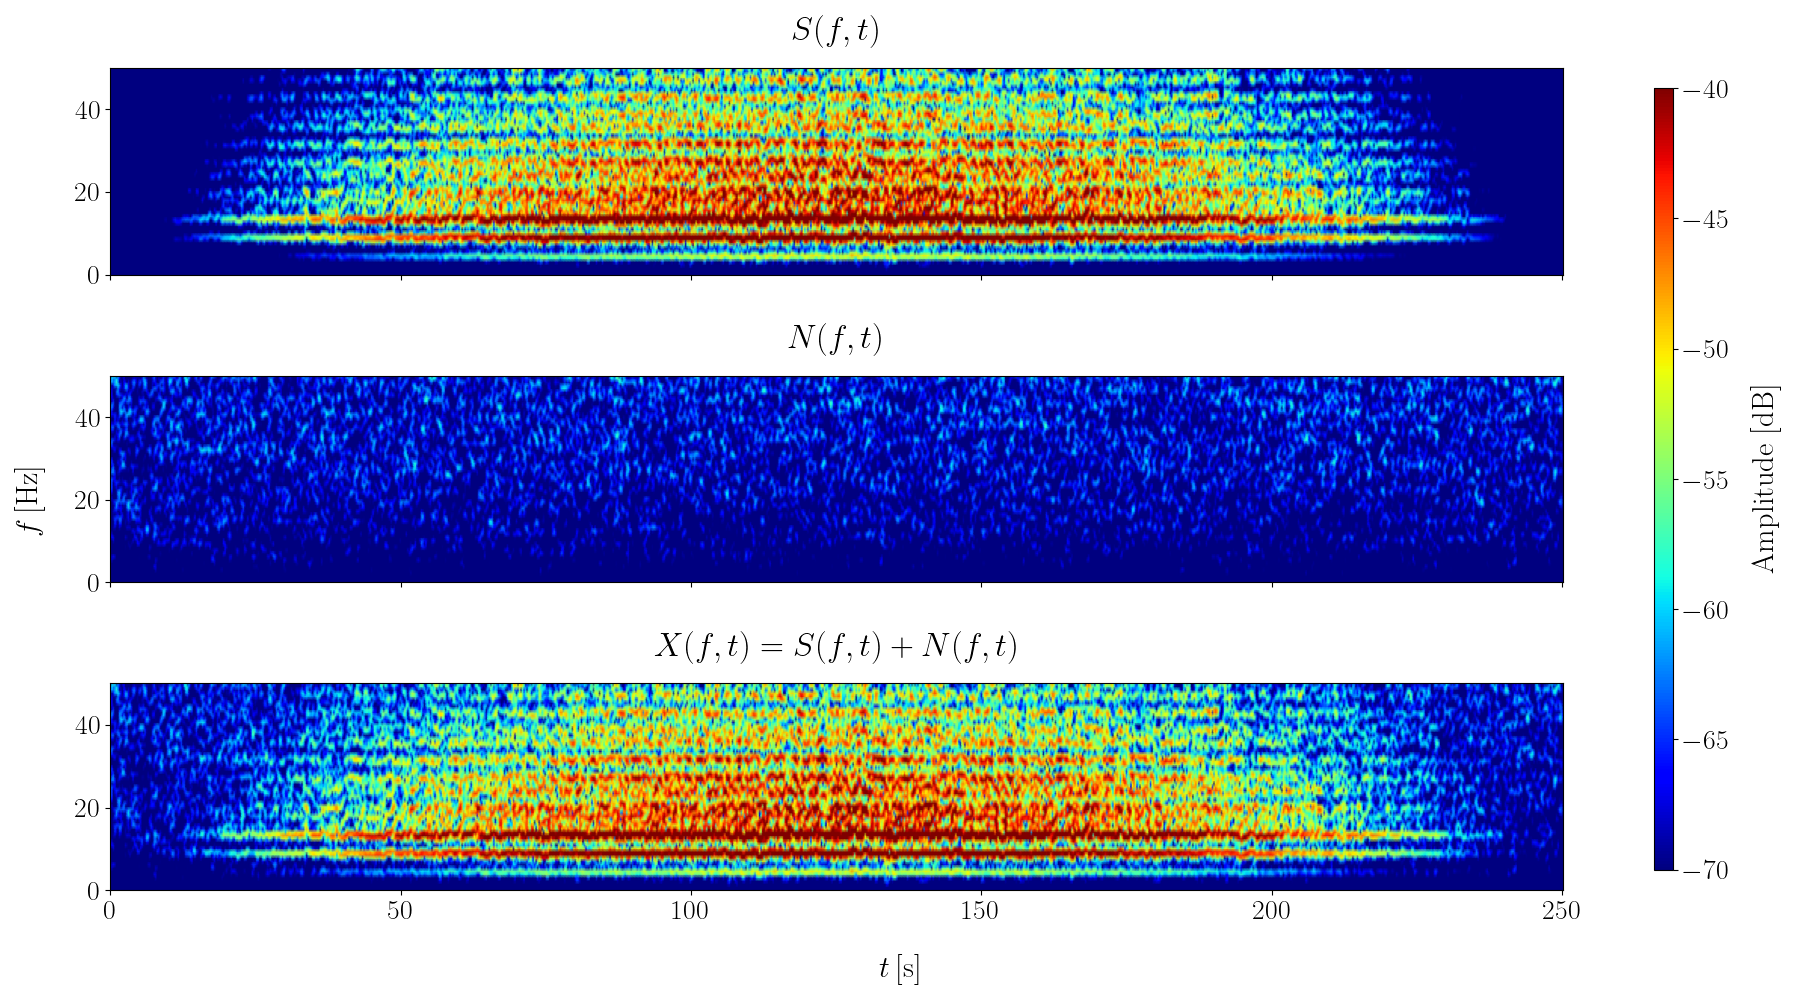 S(f, t)
40
20
0
N(f, t)
40
20
0
f [Hz]
X(f, t) = S(f, t) + N(f, t)
40
20
0
0 50 100 150 200 250
t [s]
−40
−45
−50
−55
−60
−65
−70
Amplitude [dB]